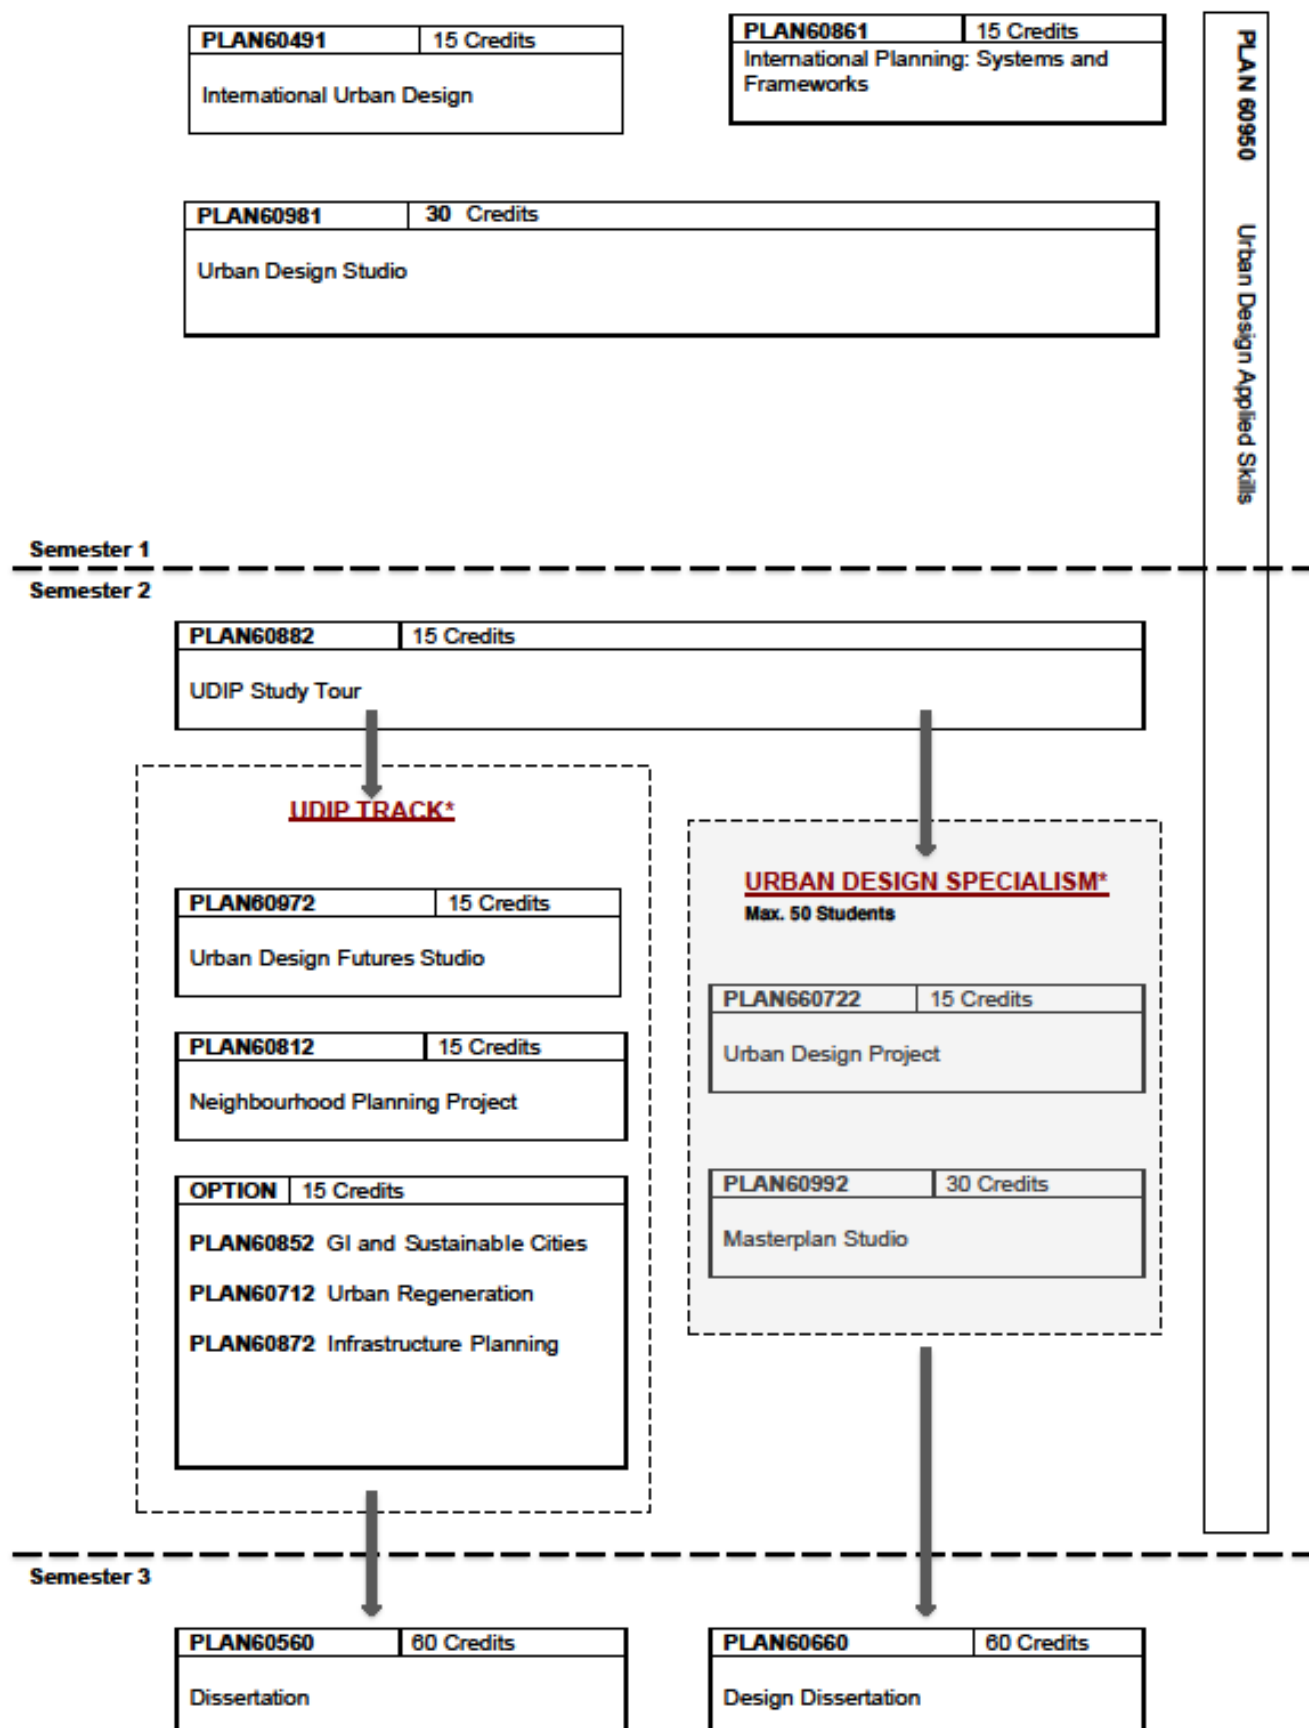 PLAN60491 15 Credits
International Urban Design
PLAN60861 15 Credits
International Planning: Systems and
Frameworks
PLAN 60950 Urban Design Applied Skills
PLAN60981 30 Credits
Urban Design Studio
Semester 1
Semester 2
PLAN60882 15 Credits
UDIP Study Tour
UDIP TRACK*
PLAN60972 15 Credits
Urban Design Futures Studio
PLAN60812 15 Credits
Neighbourhood Planning Project
OPTION 15 Credits
PLAN60852 GI and Sustainable Cities
PLAN60712 Urban Regeneration
PLAN60872 Infrastructure Planning
URBAN DESIGN SPECIALISM*
Max. 50 Students
PLAN660722 15 Credits
Urban Design Project
PLAN60992 30 Credits
Masterplan Studio
Semester 3
PLAN60560 60 Credits
Dissertation
PLAN60660 60 Credits
Design Dissertation